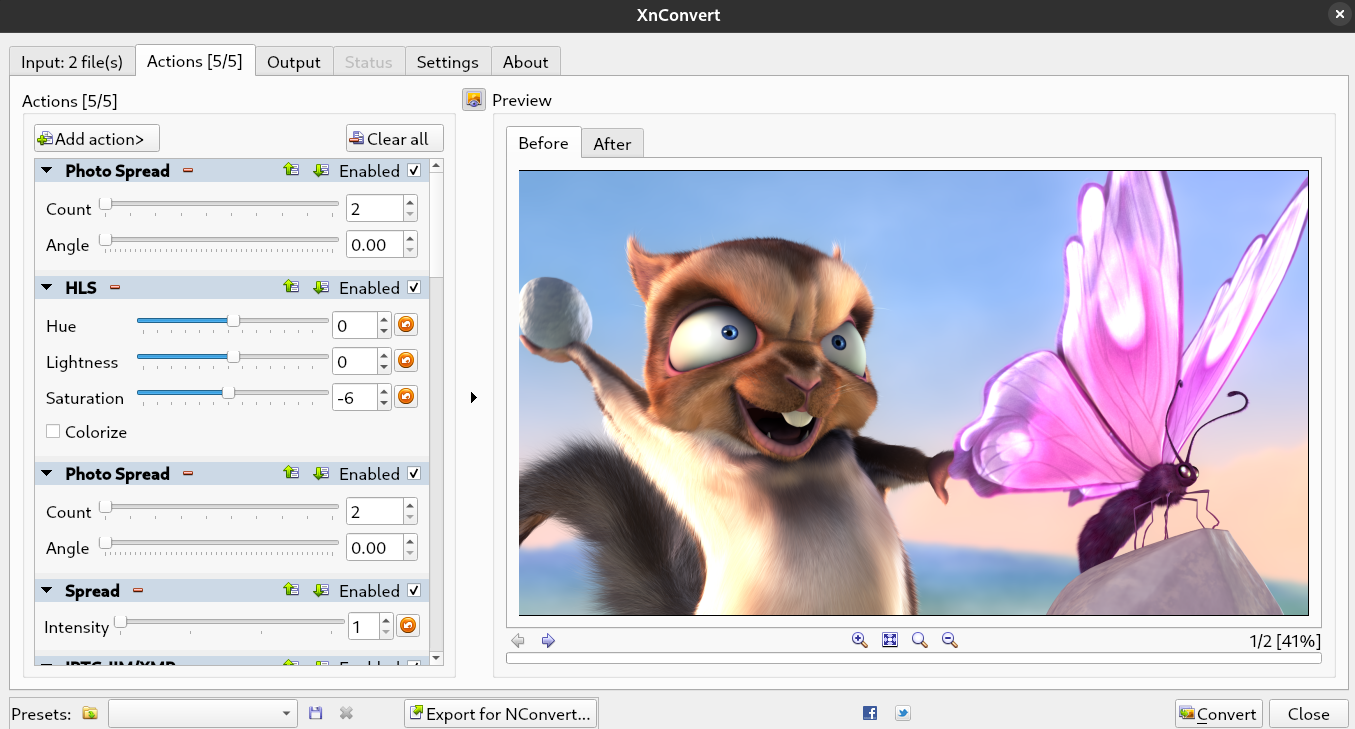 XnConvert
Input: 2 file(s)
Actions [5/5]
Output
Status
Settings
About
Actions [5/5]
Add action>
Clear all
Photo Spread
Enabled
Count
2
Angle
0.00
HLS
Enabled
Hue
0
Lightness
0
Saturation
-6
Colorize
Photo Spread
Enabled
Count
2
Angle
0.00
Spread
Enabled
Intensity
1
IPTC-IIM/XMP
Enabled
Preview
Before
After
1/2 [41%]
Presets:
Export for NConvert...
Convert
Close